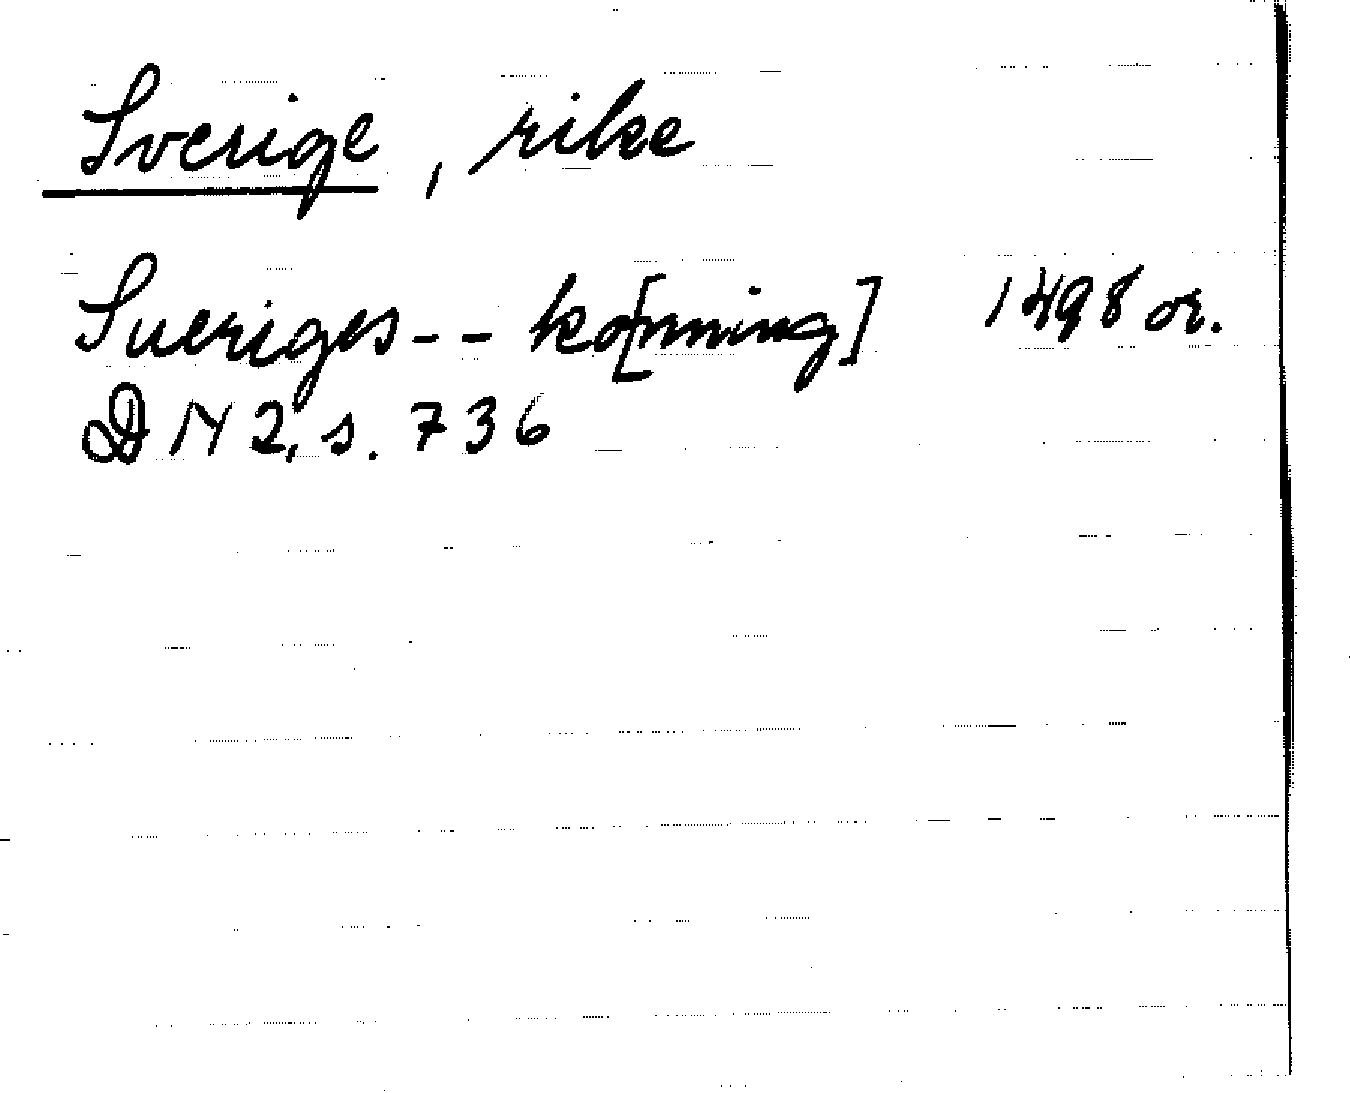 Sverige, rike
Sueriges-- ko[nning] 1498 or.
DN 2, s. 736